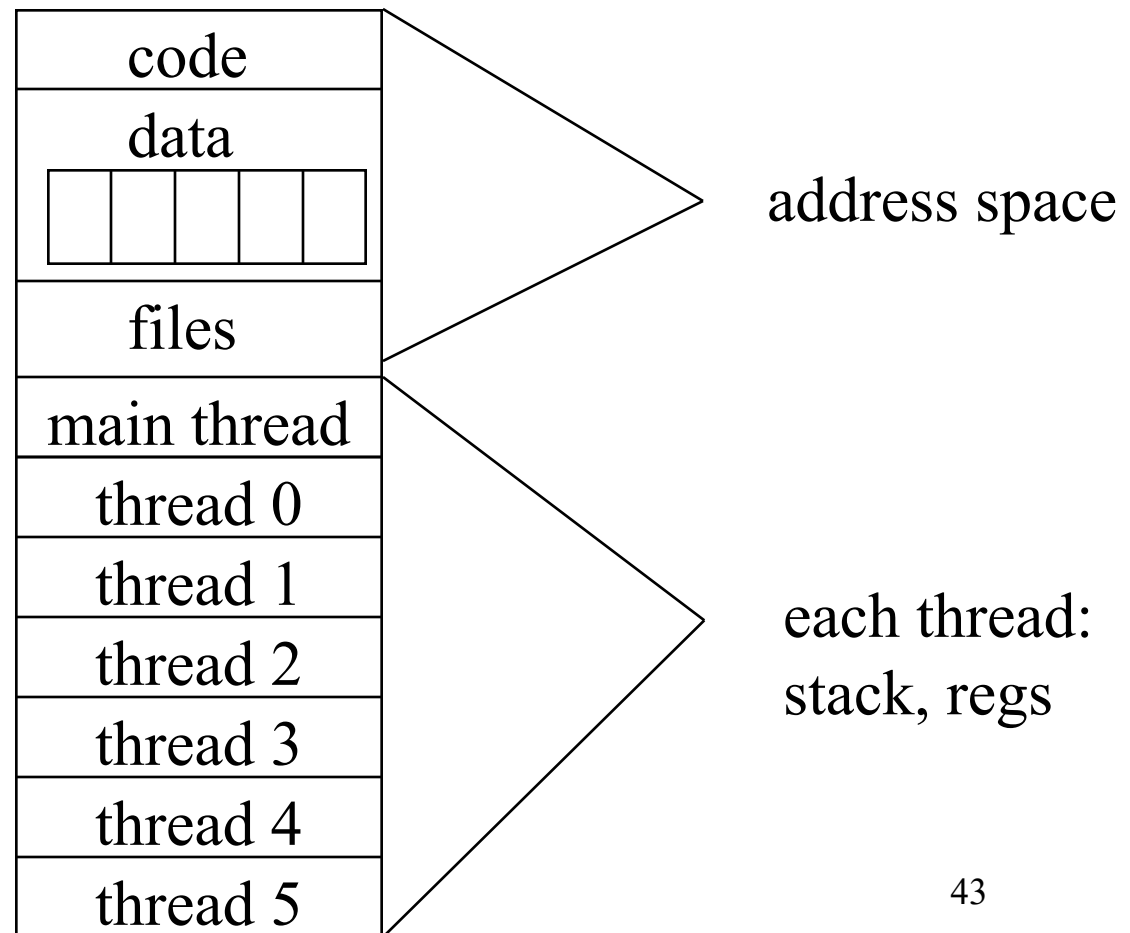 code
data
address space
files
main thread
thread 0
thread 1
each thread:
thread 2
stack, regs
thread 3
thread 4
thread 5
43